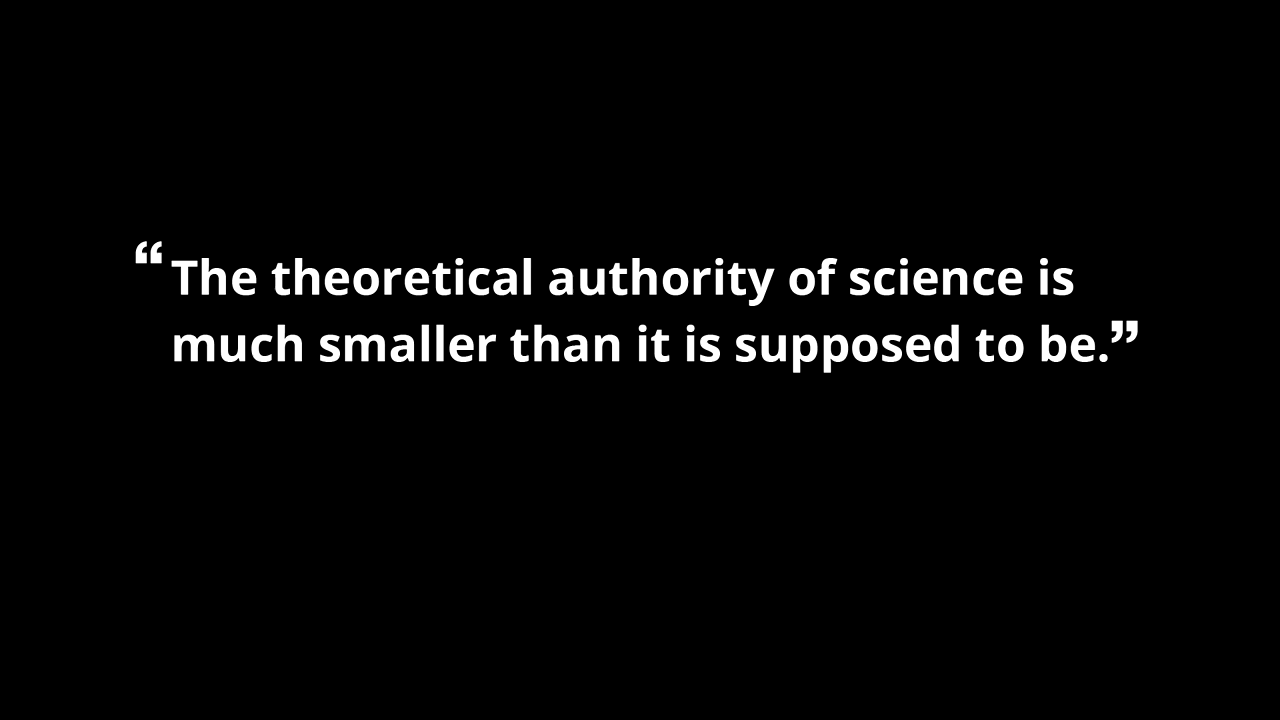 “The theoretical authority of science is
much smaller than it is supposed to be.”